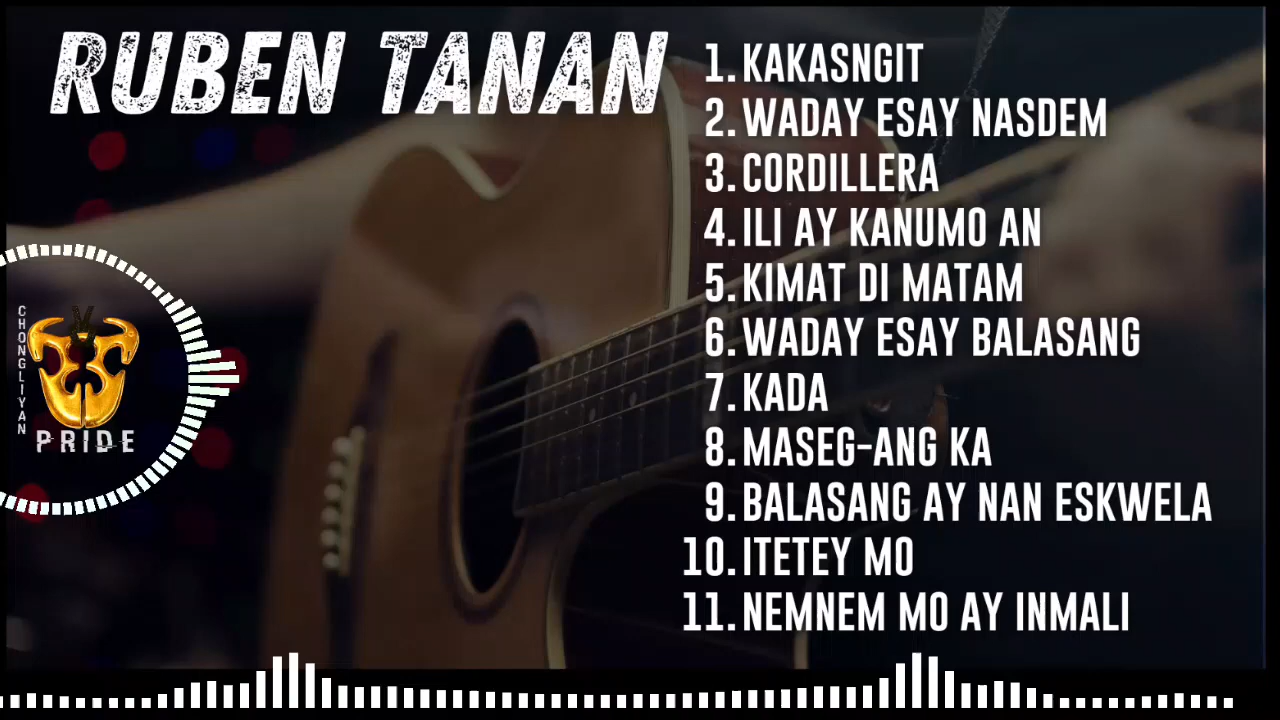 RUBEN TANAN
1. KAKASNGIT
2. WADAY ESAY NASDEM
3. CORDILLERA
4. ILI AY KANUMO AN
5. KIMAT DI MATAM
6. WADAY ESAY BALASANG
7. KADA
8. MASEG-ANG KA
9. BALASANG AY NAN ESKWELA
10. ITETEY MO
11. NEMNEM MO AY INMALI
CHONGLIYAN
PRIDE